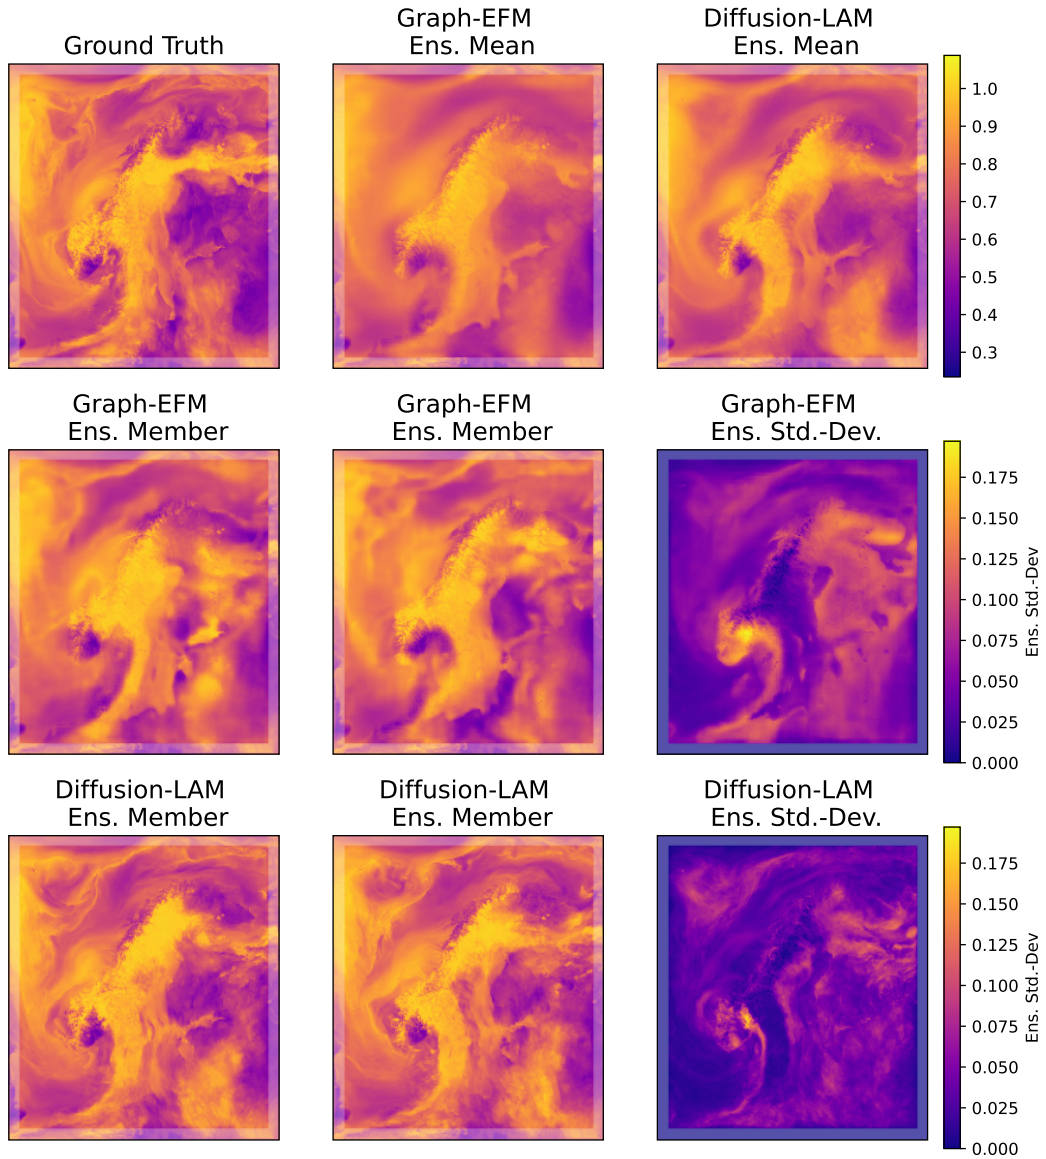 Ground Truth
Graph-EFM
Ens. Mean
Diffusion-LAM
Ens. Mean
1.0
0.9
0.8
0.7
0.6
0.5
0.4
0.3
Graph-EFM
Ens. Member
Graph-EFM
Ens. Member
Graph-EFM
Ens. Std.-Dev.
0.175
0.150
0.125
0.100
0.075
0.050
0.025
0.000
Ens. Std.-Dev
Diffusion-LAM
Ens. Member
Diffusion-LAM
Ens. Member
Diffusion-LAM
Ens. Std.-Dev.
0.175
0.150
0.125
0.100
0.075
0.050
0.025
0.000
Ens. Std.-Dev